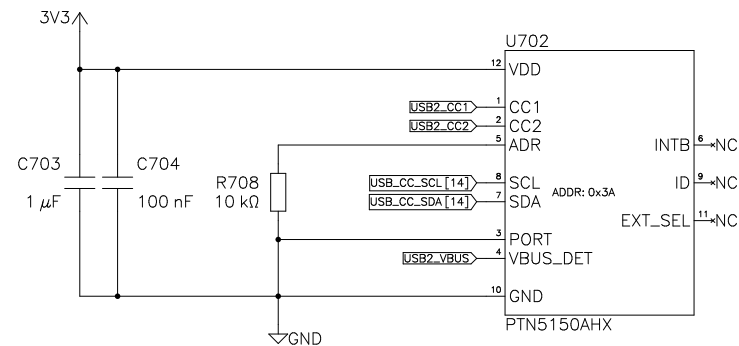 3V3
U702
12 VDD
USB2_CC1 1 CC1
USB2_CC2 2 CC2
5 ADR
INTB 6 NC
C703
1 µF
C704
100 nF
R708
10 kΩ
USB_CC_SCL [14] 8 SCL
USB_CC_SDA [14] 7 SDA
ADDR: 0x3A
ID 9 NC
EXT_SEL 11 NC
3 PORT
USB2_VBUS 4 VBUS_DET
10 GND
PTN5150AHX
GND